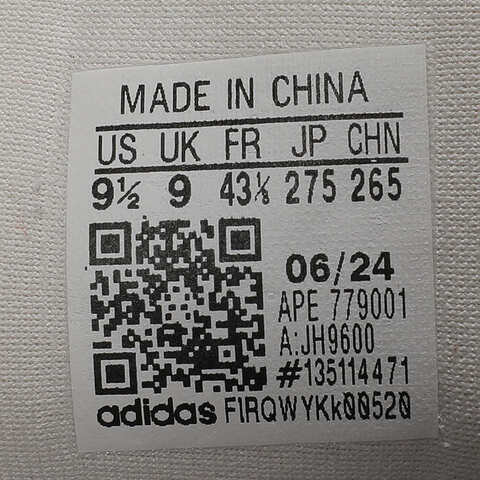 MADE IN CHINA
US UK FR JP CHN
9½ 9 43⅓ 275 265
06/24
APE 779001
A:JH9600
#135114471
adidas FIRQWYKk00520